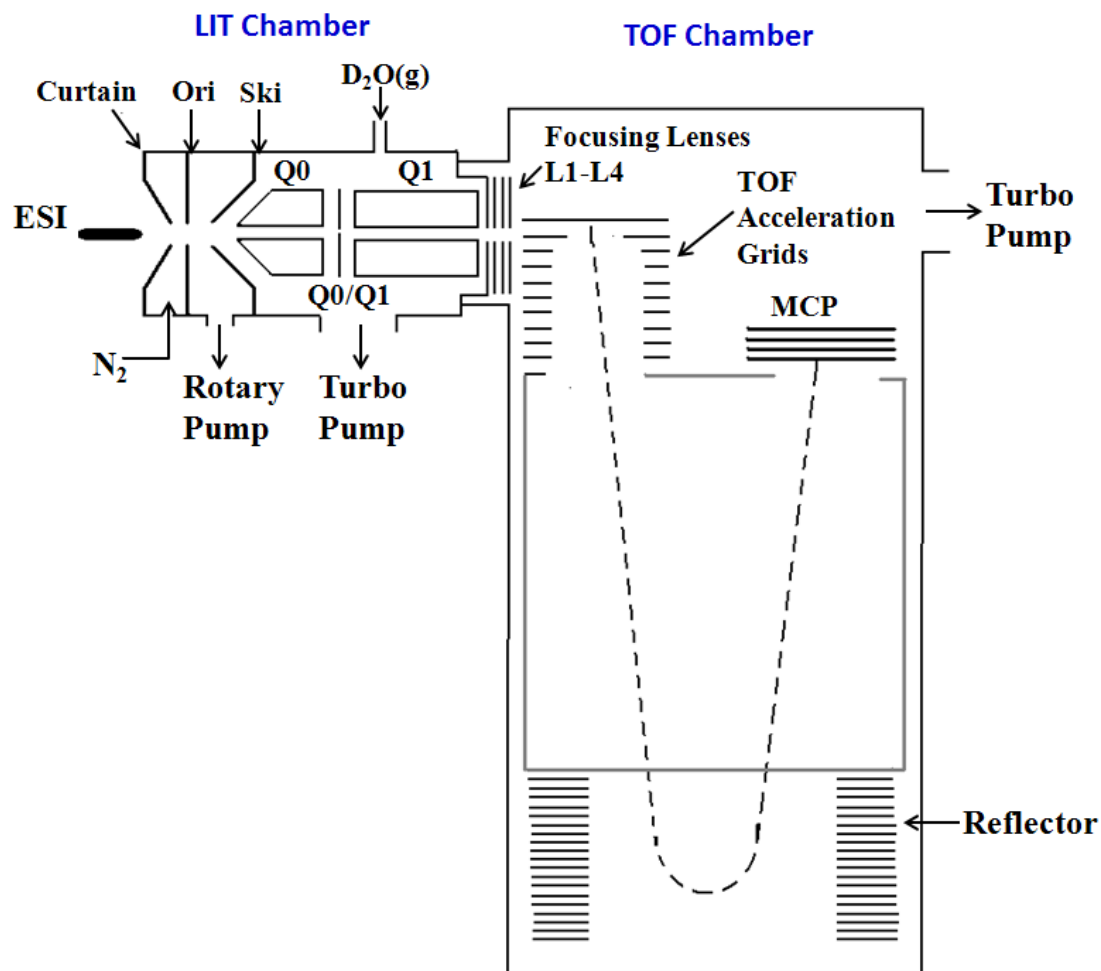 LIT Chamber
TOF Chamber
D₂O(g)
Curtain
Ori
Ski
Focusing Lenses
L1-L4
Q0
Q1
TOF
Acceleration
Grids
ESI
Turbo
Pump
Q0/Q1
MCP
N₂
Rotary
Pump
Turbo
Pump
Reflector